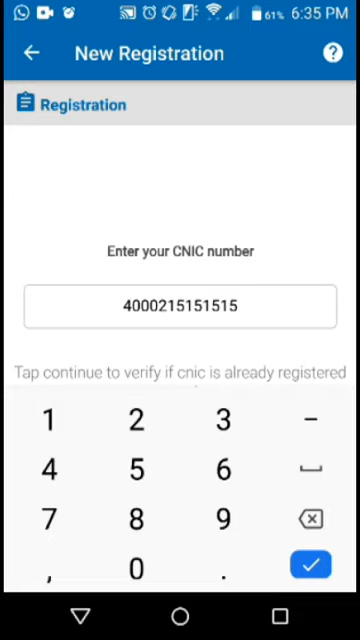 61% 6:35 PM
New Registration ?
Registration
Enter your CNIC number
4000215151515
Tap continue to verify if cnic is already registered
1 2 3 –
4 5 6
7 8 9
, 0 .